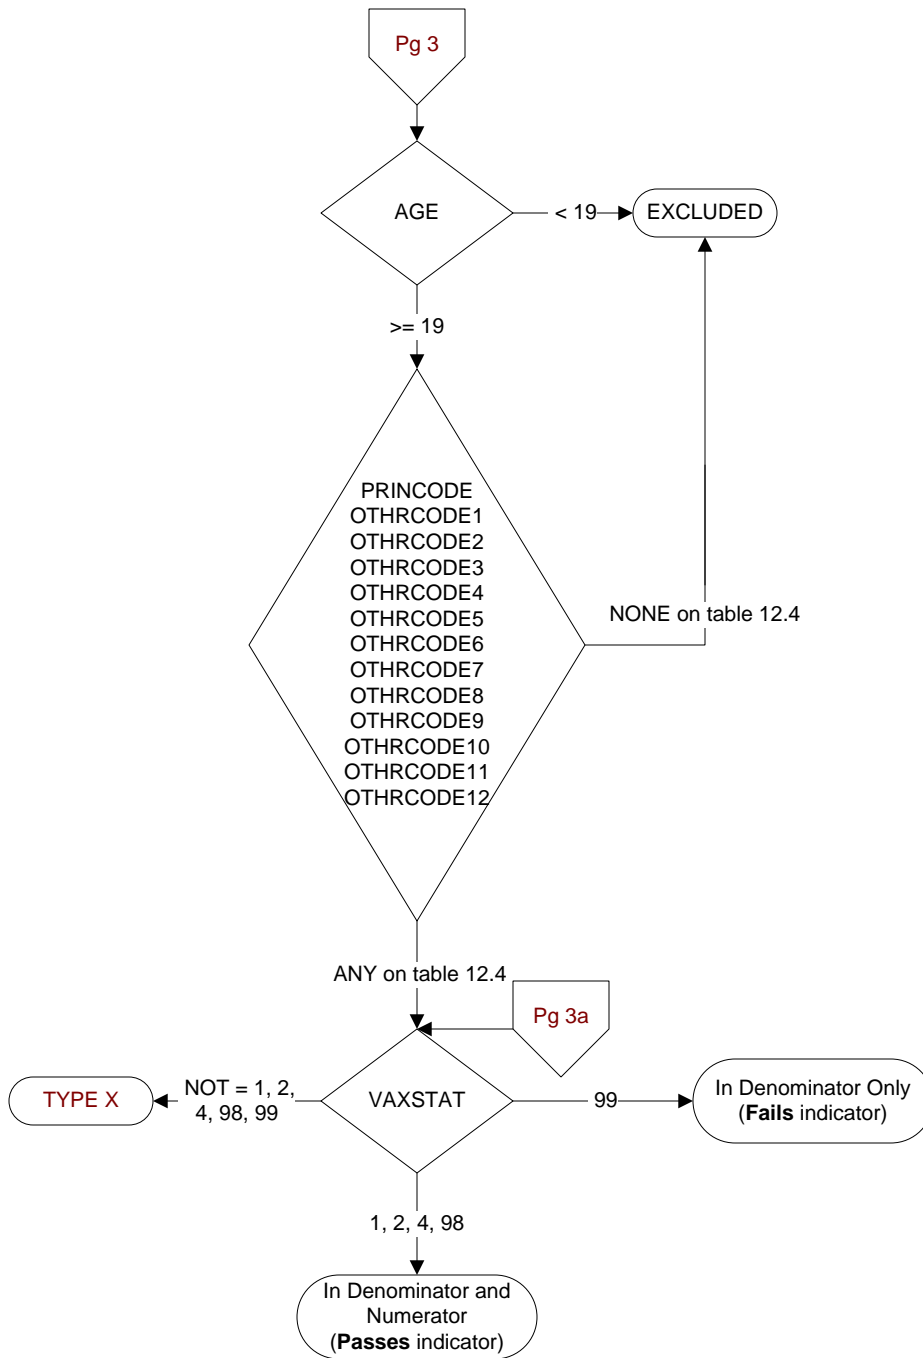 Pg 3
AGE
< 19
EXCLUDED
>= 19
PRINCODE
OTHRCODE1
OTHRCODE2
OTHRCODE3
OTHRCODE4
OTHRCODE5
OTHRCODE6
OTHRCODE7
OTHRCODE8
OTHRCODE9
OTHRCODE10
OTHRCODE11
OTHRCODE12
NONE on table 12.4
ANY on table 12.4
Pg 3a
TYPE X
NOT = 1, 2,
4, 98, 99
VAXSTAT
99
In Denominator Only
(Fails indicator)
1, 2, 4, 98
In Denominator and
Numerator
(Passes indicator)